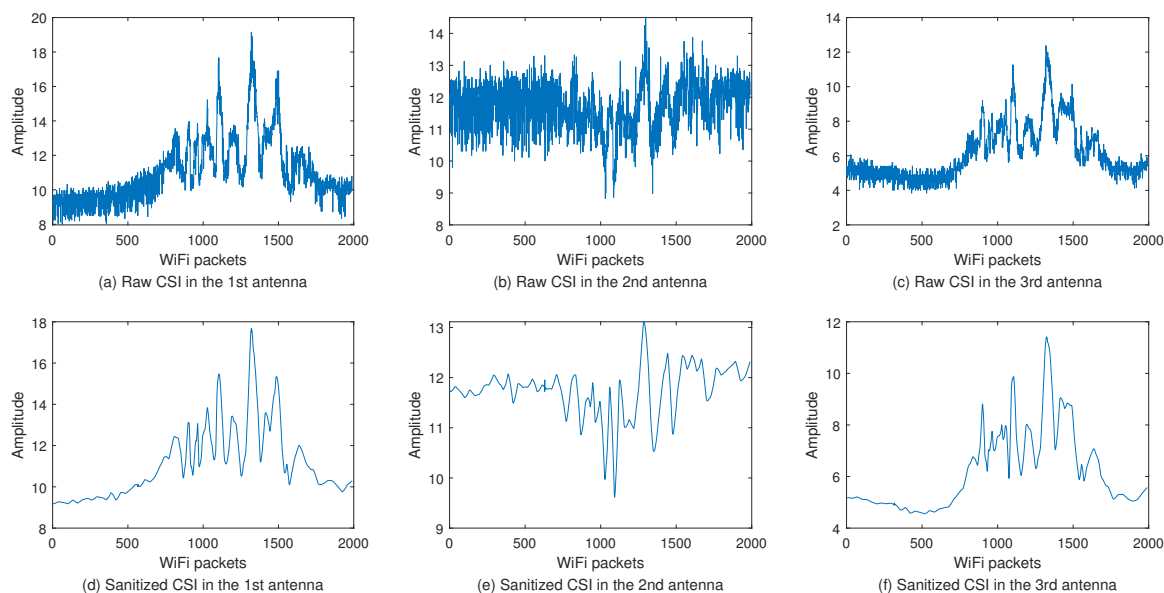 20
18
16
14
12
10
8
Amplitude
0 500 1000 1500 2000
WiFi packets
(a) Raw CSI in the 1st antenna
14
13
12
11
10
9
8
Amplitude
0 500 1000 1500 2000
WiFi packets
(b) Raw CSI in the 2nd antenna
14
12
10
8
6
4
2
Amplitude
0 500 1000 1500 2000
WiFi packets
(c) Raw CSI in the 3rd antenna
18
16
14
12
10
8
Amplitude
0 500 1000 1500 2000
WiFi packets
(d) Sanitized CSI in the 1st antenna
13
12
11
10
9
Amplitude
0 500 1000 1500 2000
WiFi packets
(e) Sanitized CSI in the 2nd antenna
12
10
8
6
4
Amplitude
0 500 1000 1500 2000
WiFi packets
(f) Sanitized CSI in the 3rd antenna